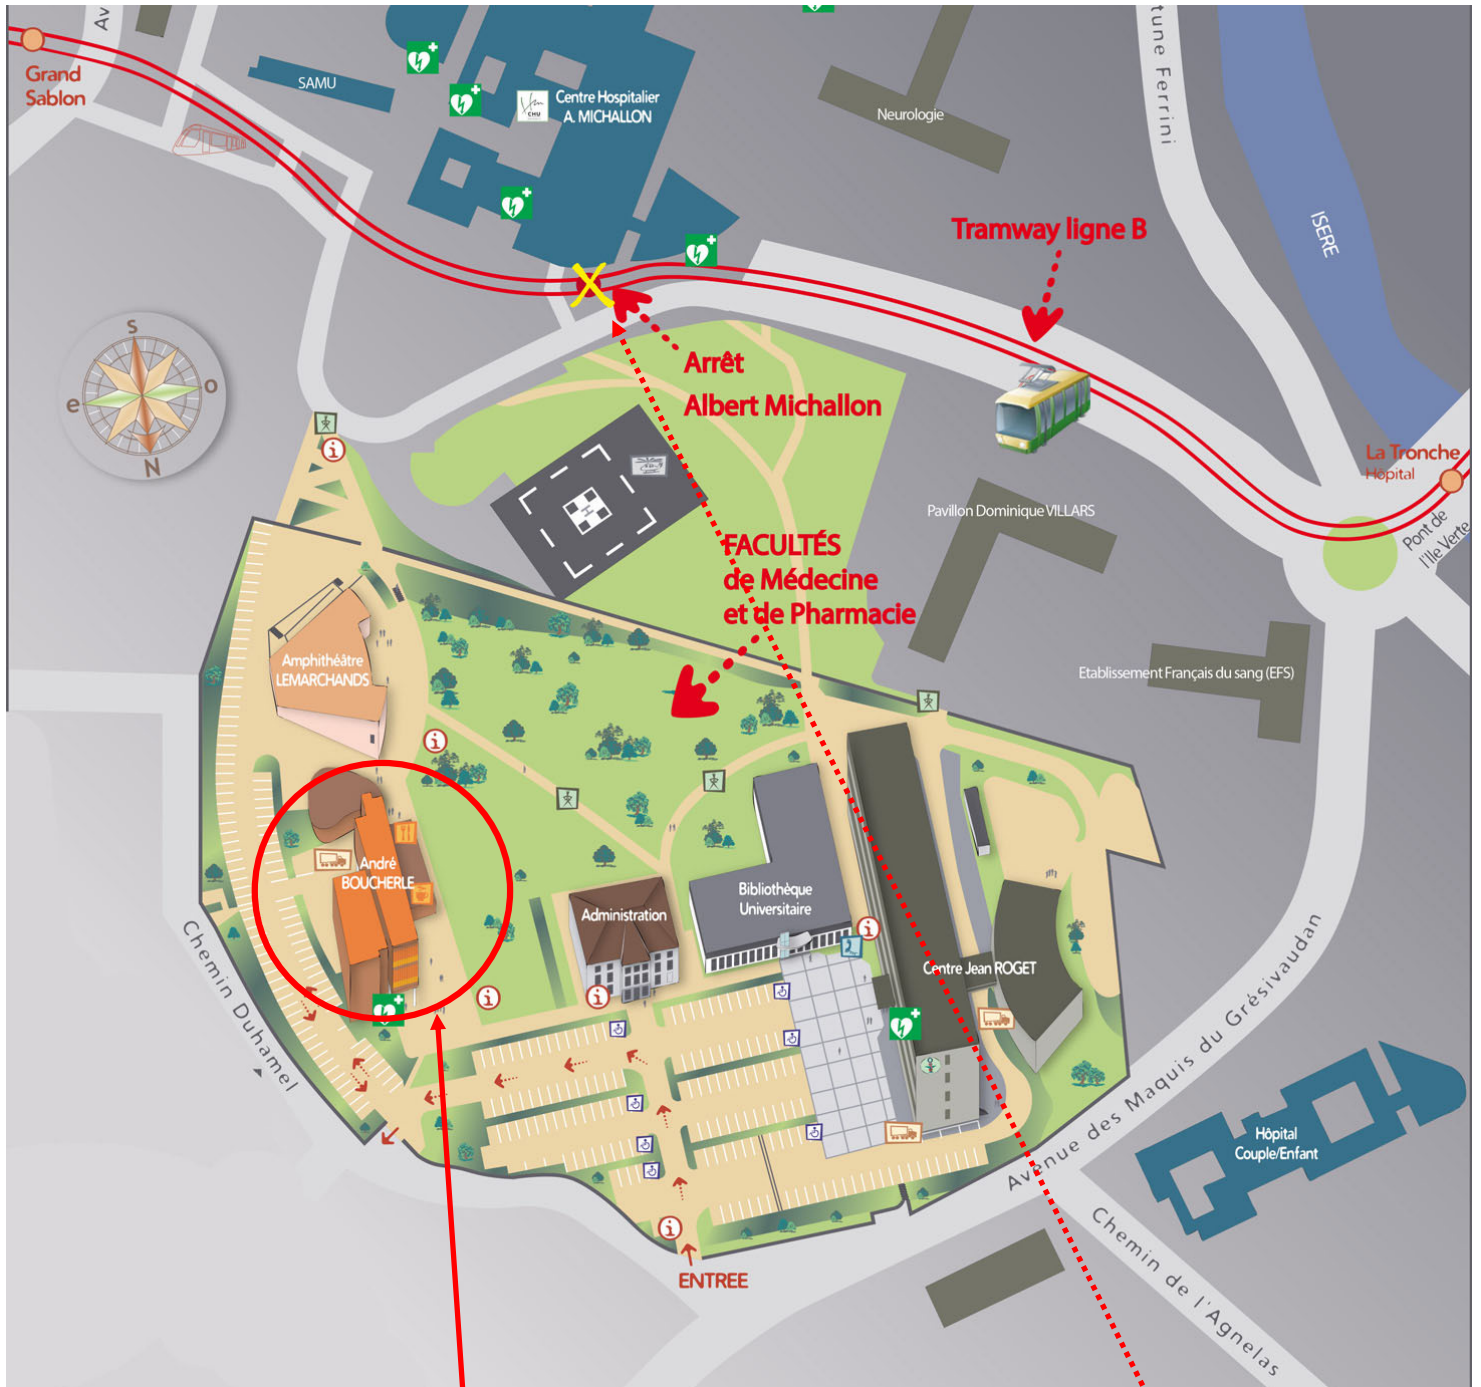 Av
Grand
Sablon
SAMU
CHU
Centre Hospitalier
A. MICHALLON
Neurologie
tune Ferrini
ISERE
Tramway ligne B
Arrêt
Albert Michallon
S
e
o
N
La Tronche
Hôpital
Pont de
l'Ile Verte
Pavillon Dominique VILLARS
H
FACULTÉS
de Médecine
et de Pharmacie
Etablissement Français du sang (EFS)
Amphithéâtre
LEMARCHANDS
i
i
André
BOUCHERLE
Administration
Bibliothèque
Universitaire
i
Centre Jean ROGET
i
i
Chemin Duhamel
Avenue des Maquis du Grésivaudan
Hôpital
Couple/Enfant
Chemin de l'Agnelas
i
ENTREE